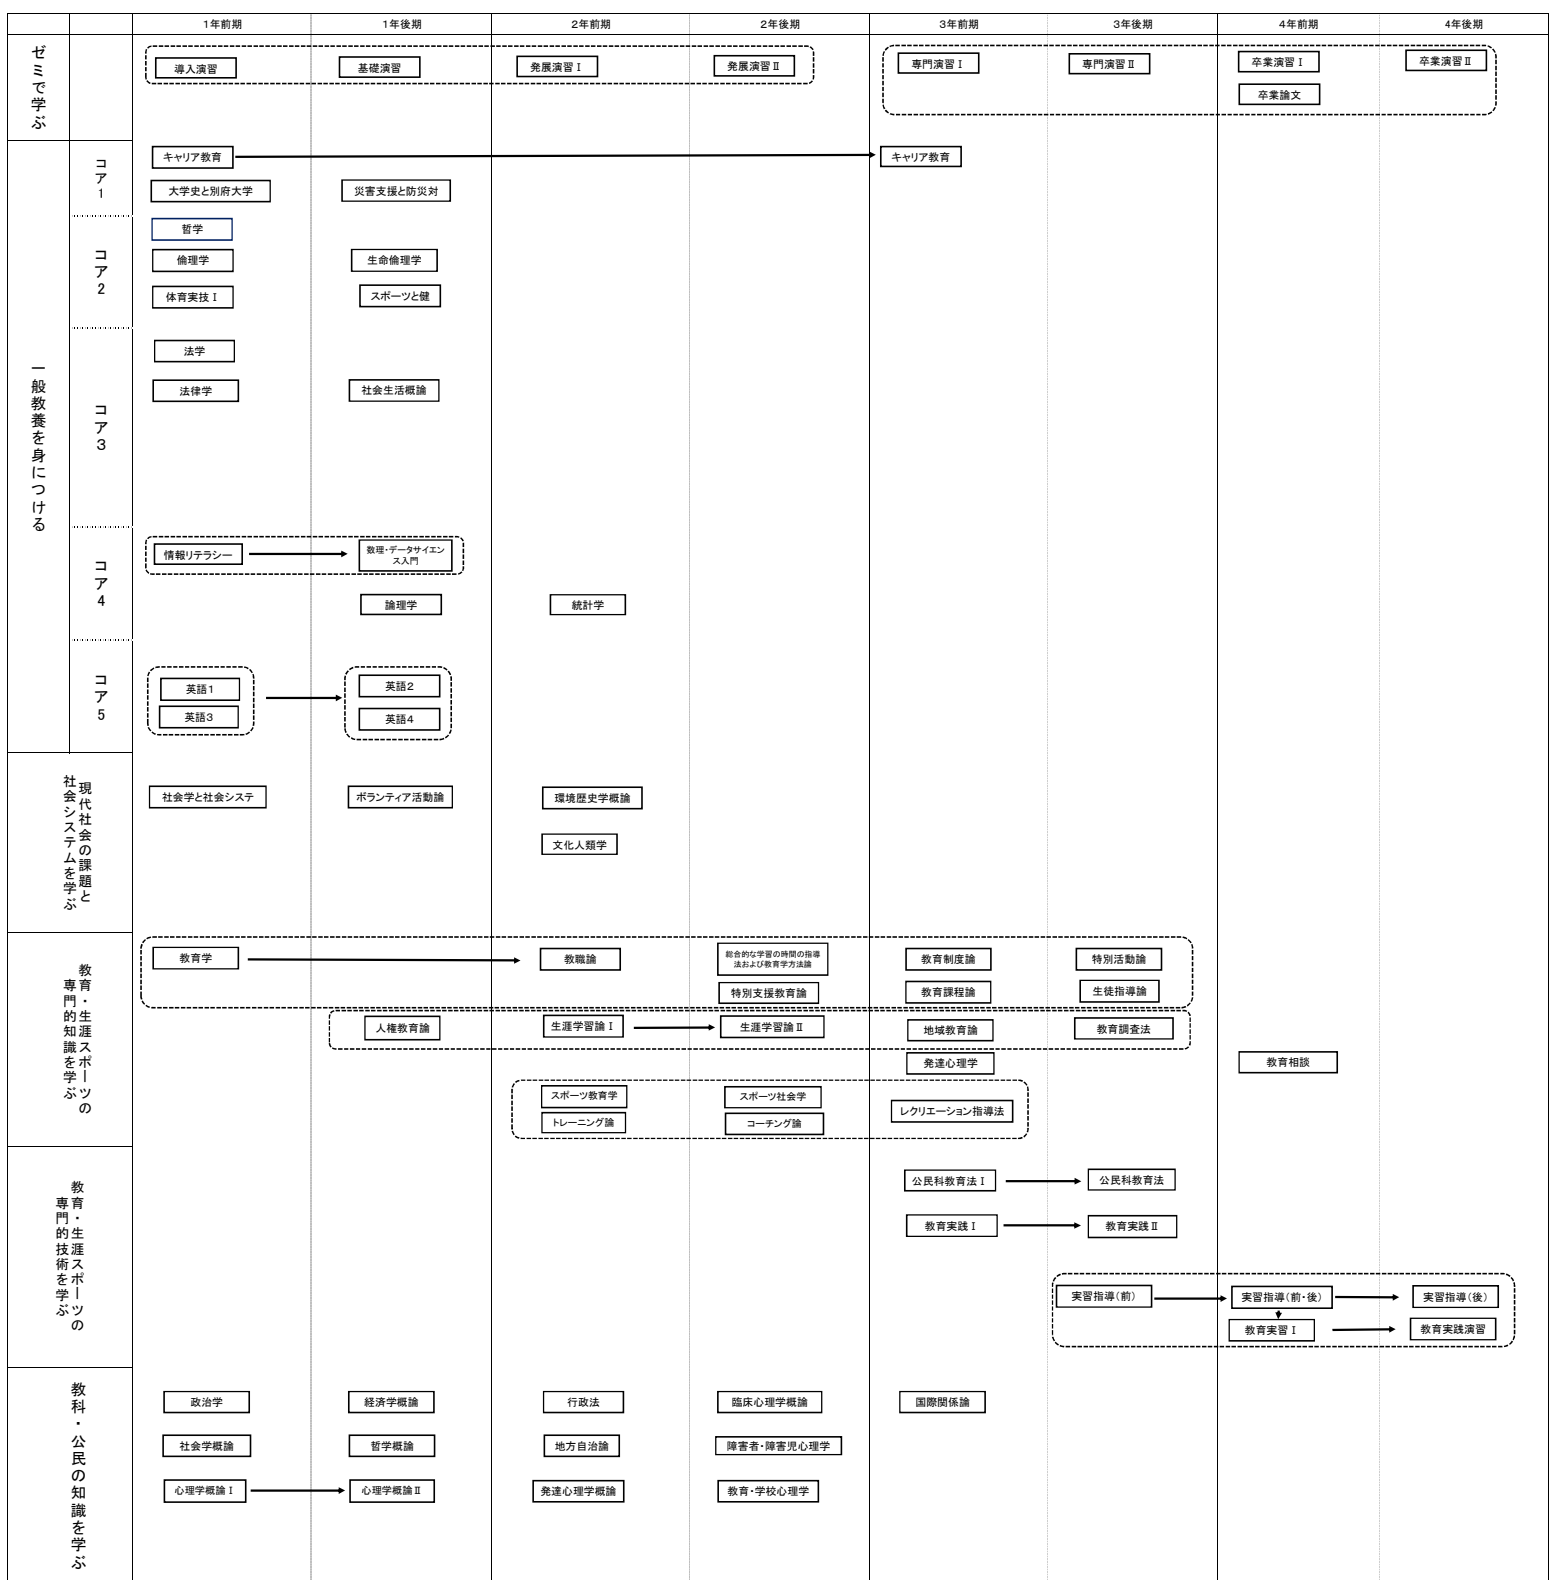 1年前期
1年後期
2年前期
2年後期
3年前期
3年後期
4年前期
4年後期
ゼミで学ぶ
導入演習
基礎演習
発展演習Ⅰ
発展演習Ⅱ
専門演習Ⅰ
専門演習Ⅱ
卒業演習Ⅰ
卒業演習Ⅱ
卒業論文
一般教養を身につける
コア1
キャリア教育
キャリア教育
大学史と別府大学
災害支援と防災対
コア2
哲学
倫理学
生命倫理学
体育実技Ⅰ
スポーツと健
コア3
法学
法律学
社会生活概論
コア4
情報リテラシー
数理・データサイエン
ス入門
論理学
統計学
コア5
英語1
英語2
英語3
英語4
現代社会の課題と
社会システムを学ぶ
社会学と社会システ
ボランティア活動論
環境歴史学概論
文化人類学
教育・生涯スポーツの
専門的知識を学ぶ
教育学
教職論
総合的な学習の時間の指導
法および教育学方法論
教育制度論
特別活動論
特別支援教育論
教育課程論
生徒指導論
人権教育論
生涯学習論Ⅰ
生涯学習論Ⅱ
地域教育論
教育調査法
発達心理学
教育相談
スポーツ教育学
スポーツ社会学
レクリエーション指導法
トレーニング論
コーチング論
教育・生涯スポーツの
専門的技術を学ぶ
公民科教育法Ⅰ
公民科教育法
教育実践Ⅰ
教育実践Ⅱ
実習指導(前)
実習指導(前・後)
実習指導(後)
教育実習Ⅰ
教育実践演習
教科・公民の知識を学ぶ
政治学
経済学概論
行政法
臨床心理学概論
国際関係論
社会学概論
哲学概論
地方自治論
障害者・障害児心理学
心理学概論Ⅰ
心理学概論Ⅱ
発達心理学概論
教育・学校心理学